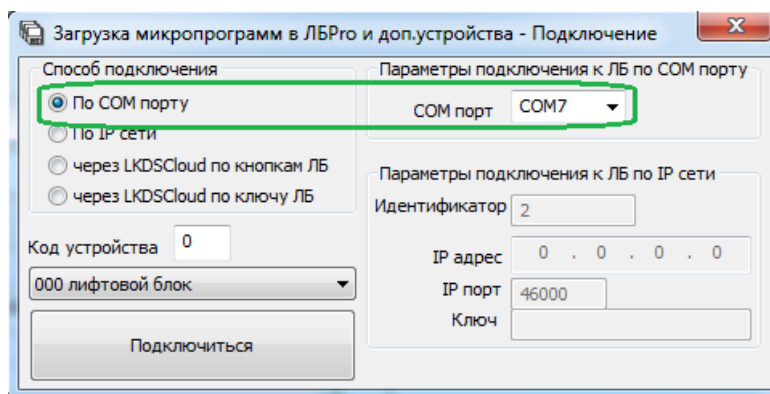 Загрузка микропрограмм в ЛБPro и доп.устройства - Подключение
Способ подключения
По COM порту
По IP сети
через LKDSCloud по кнопкам ЛБ
через LKDSCloud по ключу ЛБ
Код устройства 0
000 лифтовой блок
Подключиться
Параметры подключения к ЛБ по COM порту
COM порт COM7
Параметры подключения к ЛБ по IP сети
Идентификатор 2
IP адрес 0 . 0 . 0 . 0
IP порт 46000
Ключ